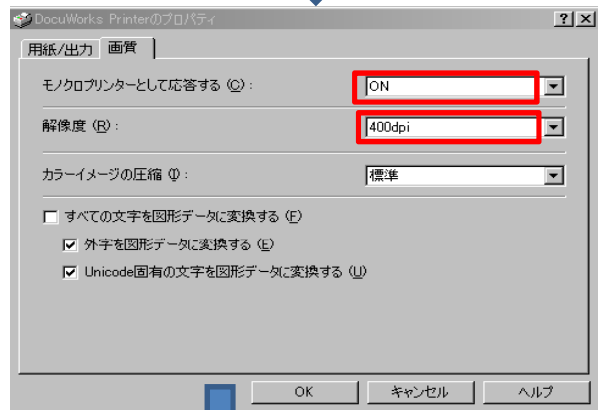 DocuWorks Printerのプロパティ
用紙/出力 画質
モノクロプリンターとして応答する (C) : ON
解像度 (R) : 400dpi
カラーイメージの圧縮 (I) : 標準
すべての文字を図形データに変換する (F)
外字を図形データに変換する (E)
Unicode固有の文字を図形データに変換する (U)
OK キャンセル ヘルプ